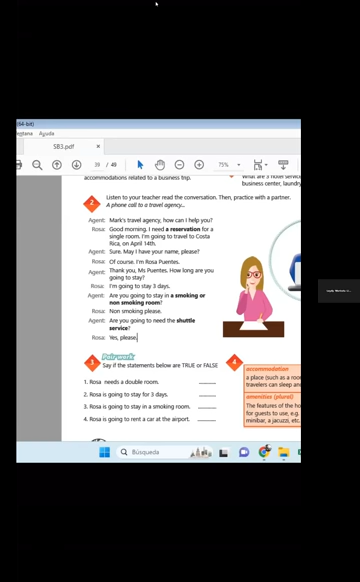 (64-bit)
entana Ayuda
SB3.pdf ×
39 / 49 75%
accommodations related to a business trip.
What are 3 hotel service
business center, laundry
2 Listen to your teacher read the conversation. Then, practice with a partner.
A phone call to a travel agency...
Agent: Mark's travel agency, how can I help you?
Rosa: Good morning. I need a reservation for a
single room. I'm going to travel to Costa
Rica, on April 14th.
Agent: Sure. May I have your name, please?
Rosa: Of course. I'm Rosa Puentes.
Agent: Thank you, Ms Puentes. How long are you
going to stay?
Rosa: I'm going to stay 3 days.
Agent: Are you going to stay in a smoking or
non smoking room?
Rosa: Non smoking please.
Agent: Are you going to need the shuttle
service?
Rosa: Yes, please.
Pair work
3 Say if the statements below are TRUE or FALSE
1. Rosa needs a double room.
2. Rosa is going to stay for 3 days.
3. Rosa is going to stay in a smoking room.
4. Rosa is going to rent a car at the airport.
4.
accommodation
a place (such as a roo
travelers can sleep an
amenities (plural)
The features of the ho
for guests to use, e.g.
minibar, a jacuzzi, etc.
Búsqueda